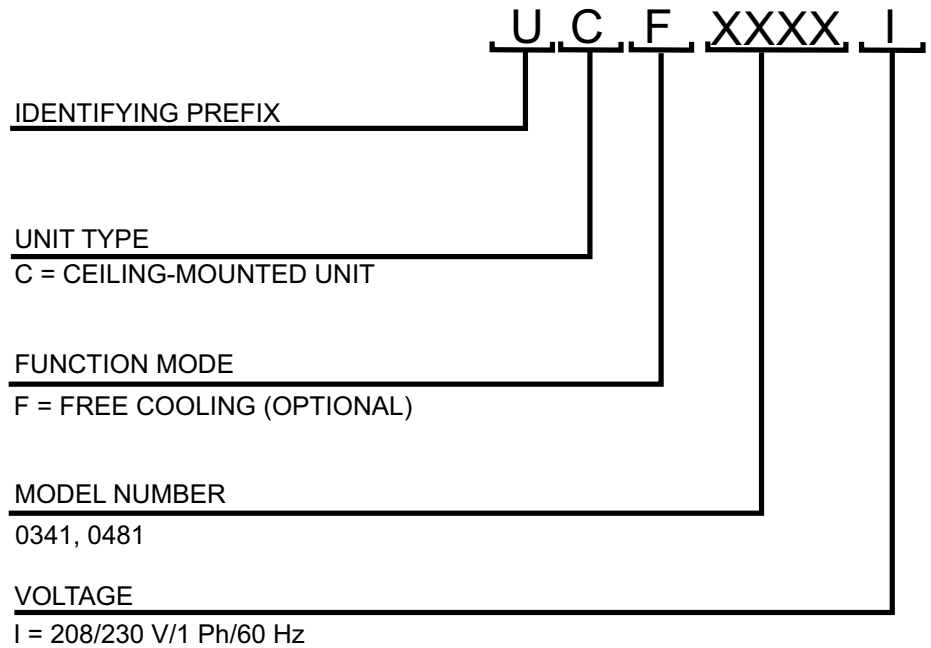 U C F XXXX I
IDENTIFYING PREFIX
UNIT TYPE
C = CEILING-MOUNTED UNIT
FUNCTION MODE
F = FREE COOLING (OPTIONAL)
MODEL NUMBER
0341, 0481
VOLTAGE
I = 208/230 V/1 Ph/60 Hz